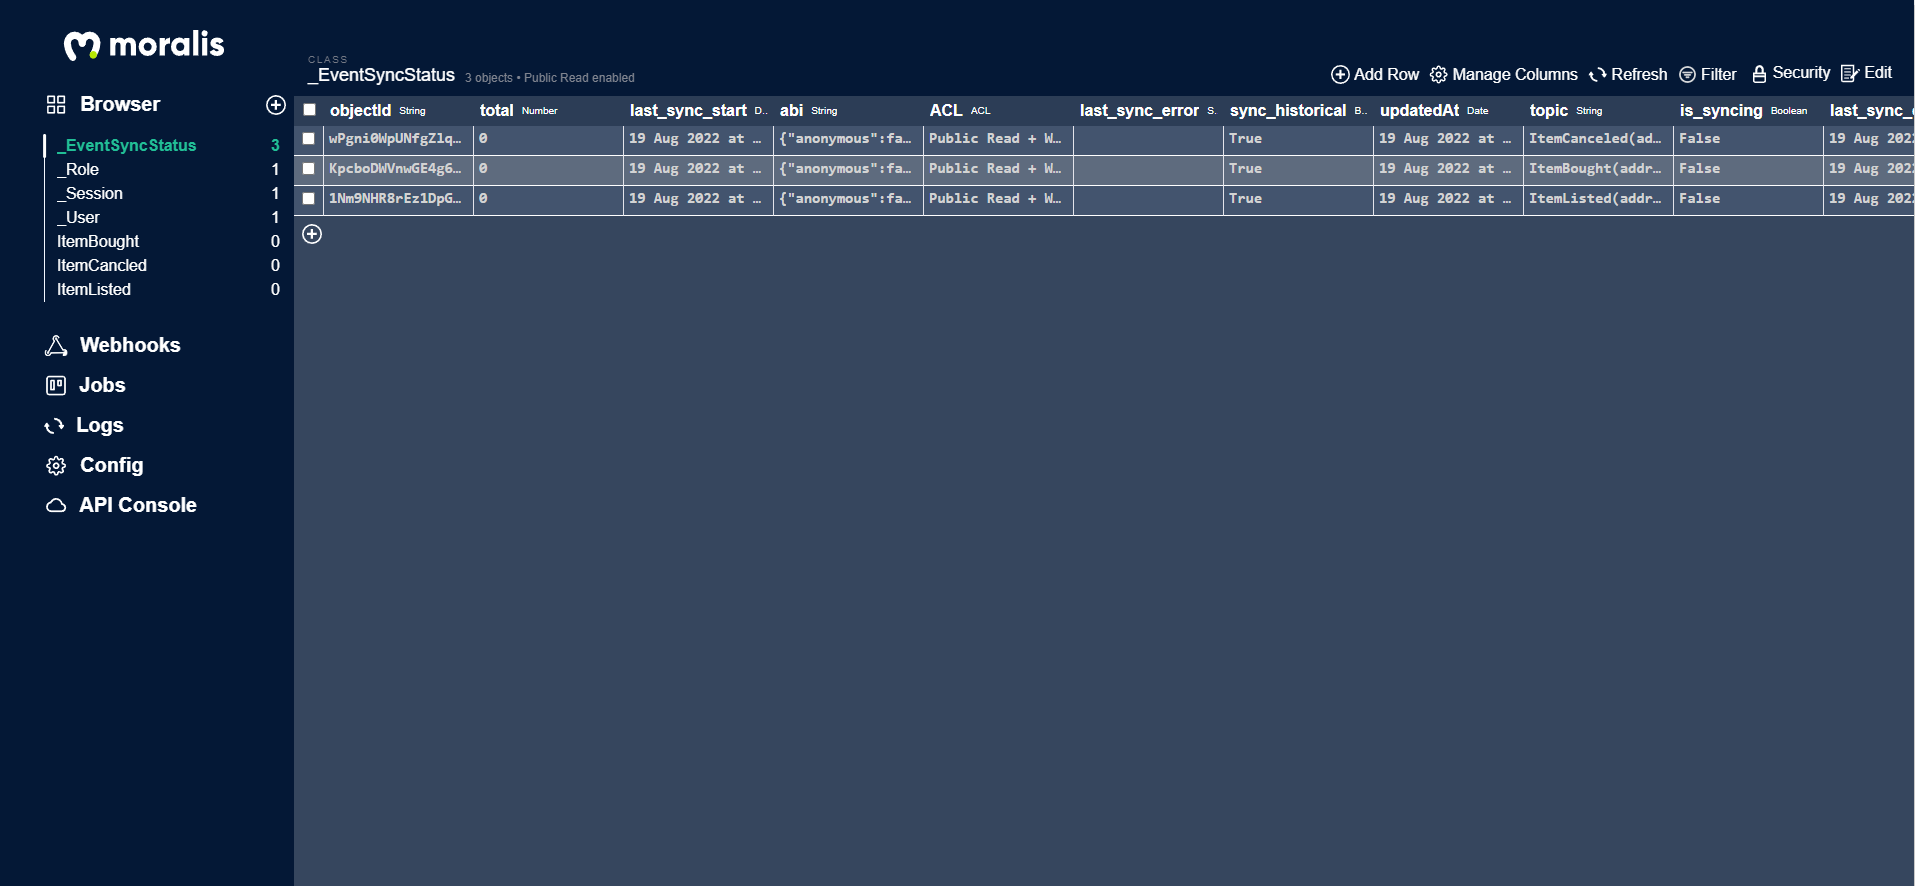 moralis
Browser
_EventSyncStatus 3
_Role 1
_Session 1
_User 1
ItemBought 0
ItemCancled 0
ItemListed 0
Webhooks
Jobs
Logs
Config
API Console
CLASS
_EventSyncStatus 3 objects • Public Read enabled
Add Row Manage Columns Refresh Filter Security Edit
objectId String total Number last_sync_start D.. abi String ACL ACL last_sync_error S. sync_historical B.. updatedAt Date topic String is_syncing Boolean last_sync_
wPgni0WpUNfgZlq… 0 19 Aug 2022 at … {"anonymous":fa… Public Read + W… True 19 Aug 2022 at … ItemCanceled(ad… False 19 Aug 202
KpcboDWVnwGE4g6… 0 19 Aug 2022 at … {"anonymous":fa… Public Read + W… True 19 Aug 2022 at … ItemBought(addr… False 19 Aug 202
1Nm9NHR8rEz1DpG… 0 19 Aug 2022 at … {"anonymous":fa… Public Read + W… True 19 Aug 2022 at … ItemListed(addr… False 19 Aug 202